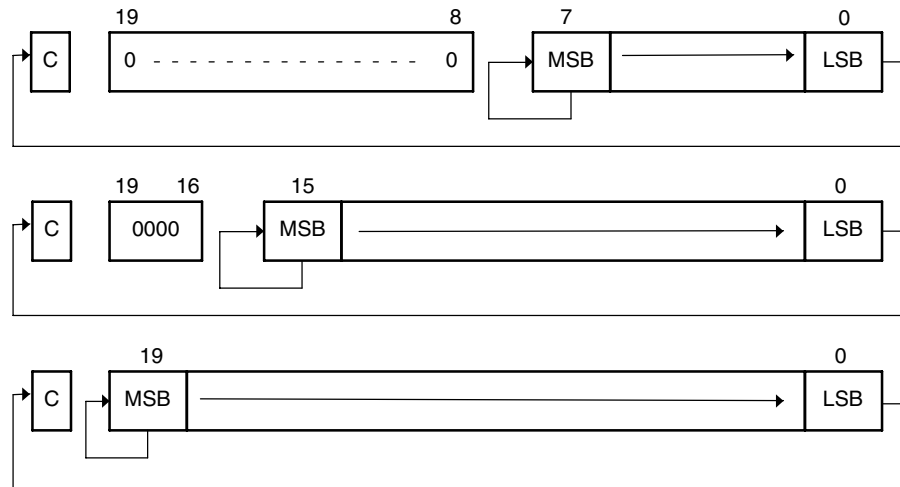 19 8 7 0
C 0 - - - - - - - - - - - - - - - 0 MSB LSB
19 16 15 0
C 0000 MSB LSB
19 0
C MSB LSB